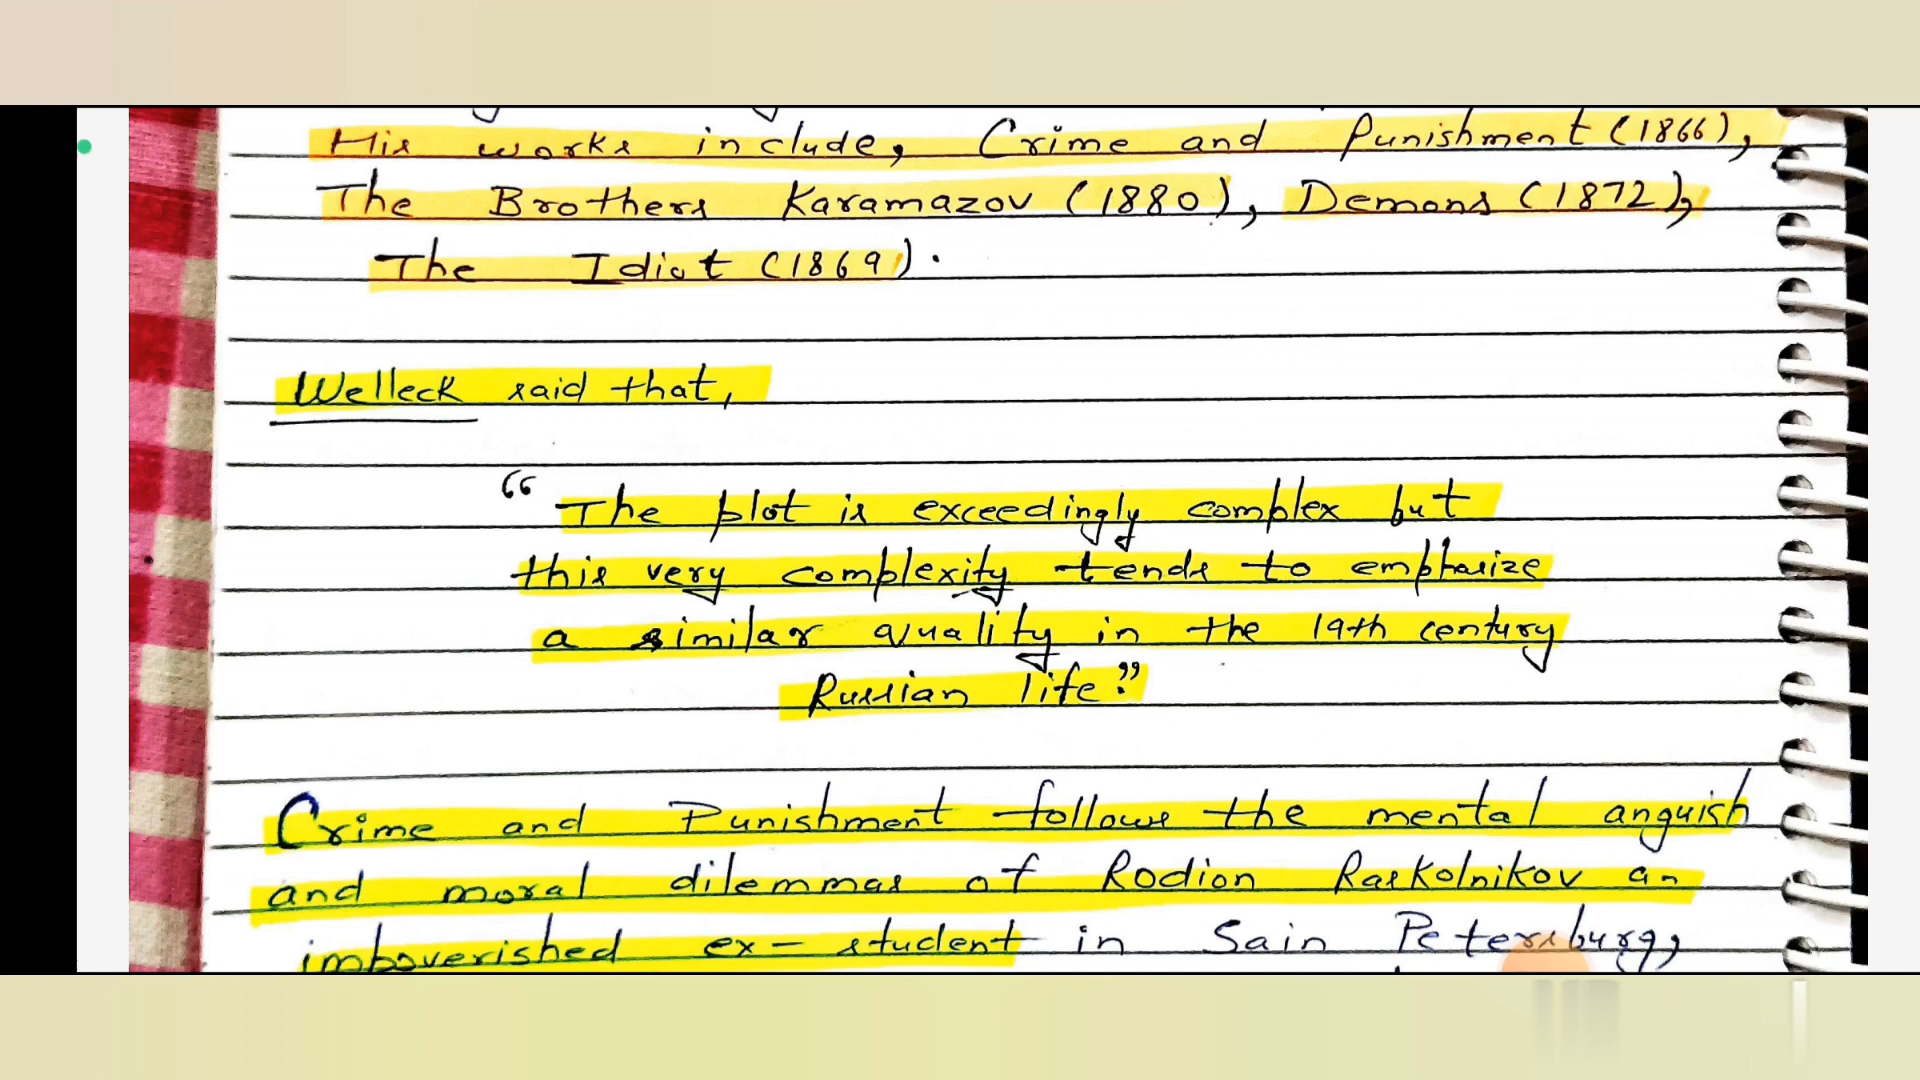 His works include, Crime and Punishment (1866),
The Brothers Karamazov (1880), Demons (1872),
The Idiot (1869).
Welleck said that,
“The plot is exceedingly complex but
this very complexity tends to emphasize
a similar quality in the 19th century
Russian life.”
Crime and Punishment follows the mental anguish
and moral dilemmas of Rodion Raskolnikov an
impoverished ex-student in Sain Petersburg,